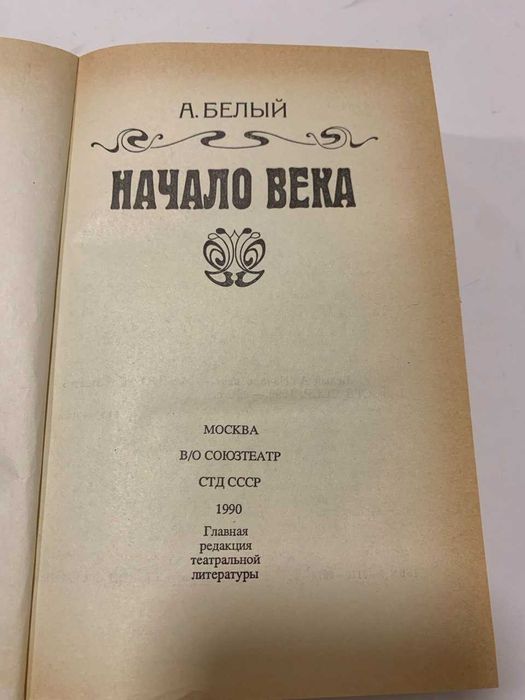 А. БЕЛЫЙ
НАЧАЛО ВЕКА
МОСКВА
В/О СОЮЗТЕАТР
СТД СССР
1990
Главная
редакция
театральной
литературы